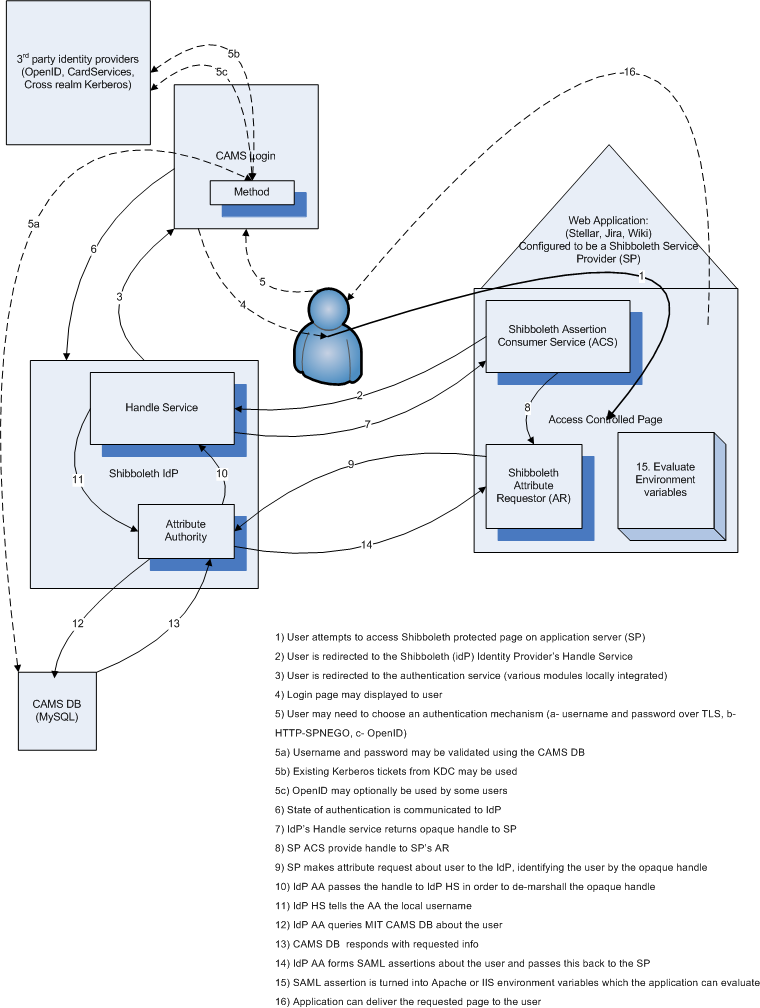 3rd party identity providers
(OpenID, CardServices,
Cross realm Kerberos)
5b
5c
16
CAMS Login
Method
5a
6
3
5
4
Web Application:
(Stellar, Jira, Wiki)
Configured to be a Shibboleth Service
Provider (SP)
1
Shibboleth Assertion
Consumer Service (ACS)
2
7
8
Handle Service
Access Controlled Page
11
Shibboleth IdP
10
9
Shibboleth
Attribute
Requestor (AR)
15. Evaluate
Environment
variables
Attribute
Authority
14
12
13
CAMS DB
(MySQL)
1) User attempts to access Shibboleth protected page on application server (SP)
2) User is redirected to the Shibboleth (idP) Identity Provider's Handle Service
3) User is redirected to the authentication service (various modules locally integrated)
4) Login page may displayed to user
5) User may need to choose an authentication mechanism (a- username and password over TLS, b-
HTTP-SPNEGO, c- OpenID)
5a) Username and password may be validated using the CAMS DB
5b) Existing Kerberos tickets from KDC may be used
5c) OpenID may optionally be used by some users
6) State of authentication is communicated to IdP
7) IdP's Handle service returns opaque handle to SP
8) SP ACS provide handle to SP's AR
9) SP makes attribute request about user to the IdP, identifying the user by the opaque handle
10) IdP AA passes the handle to IdP HS in order to de-marshall the opaque handle
11) IdP HS tells the AA the local username
12) IdP AA queries MIT CAMS DB about the user
13) CAMS DB  responds with requested info
14) IdP AA forms SAML assertions about the user and passes this back to the SP
15) SAML assertion is turned into Apache or IIS environment variables which the application can evaluate
16) Application can deliver the requested page to the user